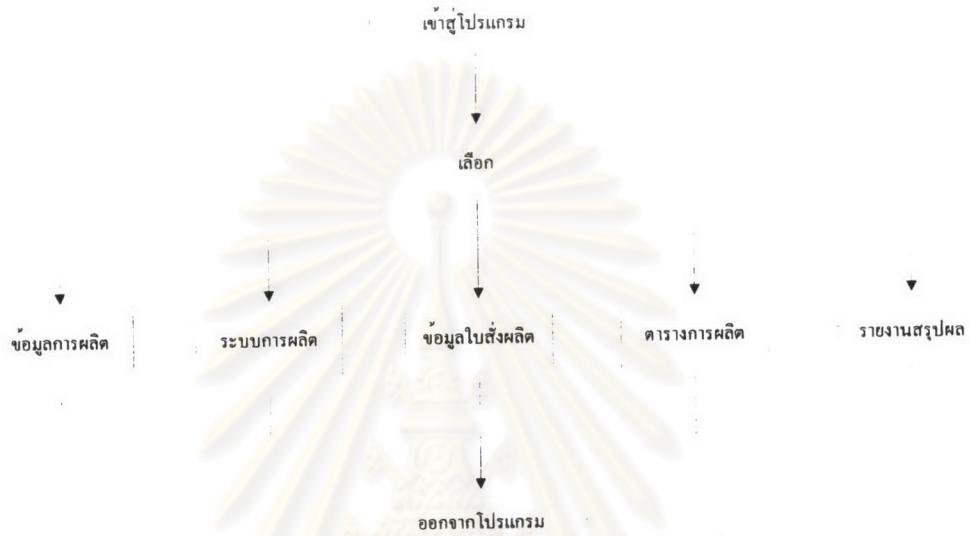 เข้าสู่โปรแกรม
เลือก
ข้อมูลการผลิต
ระบบการผลิต
ข้อมูลใบสั่งผลิต
ตารางการผลิต
รายงานสรุปผล
ออกจากโปรแกรม